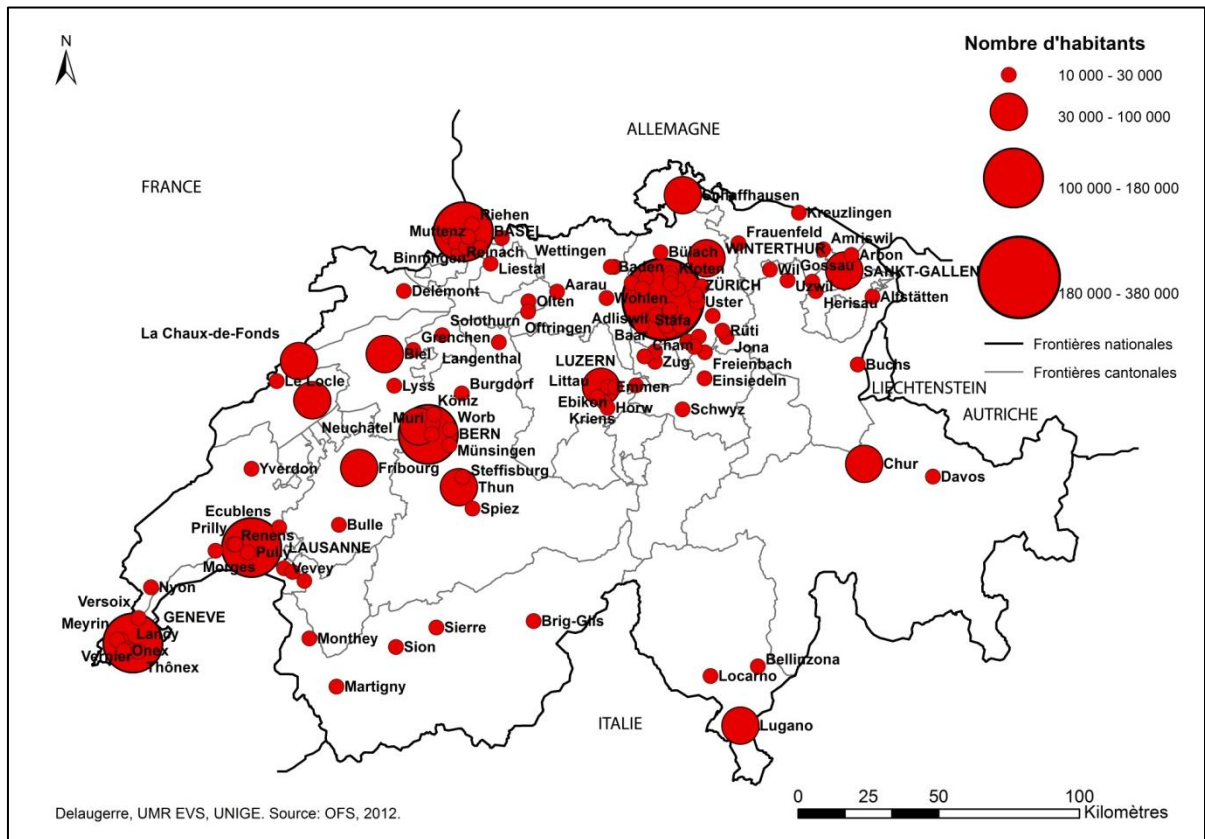 N
Nombre d'habitants
10 000 - 30 000
30 000 - 100 000
100 000 - 180 000
180 000 - 380 000
Frontières nationales
Frontières cantonales
ALLEMAGNE
FRANCE
Schaffhausen
Kreuzlingen
Riehen
Muttenz
BASEL
Reinach
Binningen
Liestal
Wettingen
Baden
Bülach
Kloten
WINTERTHUR
Frauenfeld
Amriswil
Arbon
Gossau
SANKT-GALLEN
Wil
Uzwil
Herisau
Altstätten
Delémont
Aarau
Olten
Oftringen
Wohlen
ZÜRICH
Uster
Adliswil
Stäfa
Baar
Cham
Zug
Rüti
Jona
Freienbach
Einsiedeln
La Chaux-de-Fonds
Solothurn
Grenchen
Langenthal
Biel
Le Locle
Lyss
Burgdorf
LUZERN
Littau
Emmen
Ebikon
Kriens
Horw
Schwyz
Buchs
LIECHTENSTEIN
AUTRICHE
Neuchâtel
Köniz
Muri
Worb
BERN
Münsingen
Yverdon
Fribourg
Steffisburg
Thun
Spiez
Chur
Davos
Ecublens
Prilly
Renens
Pully
LAUSANNE
Morges
Bulle
Vevey
Nyon
Versoix
GENEVE
Meyrin
Lancy
Onex
Vernier
Thônex
Monthey
Sierre
Sion
Brig-Glis
Martigny
Bellinzona
Locarno
Lugano
ITALIE
0 25 50 100
Kilomètres
Delaugerre, UMR EVS, UNIGE. Source: OFS, 2012.